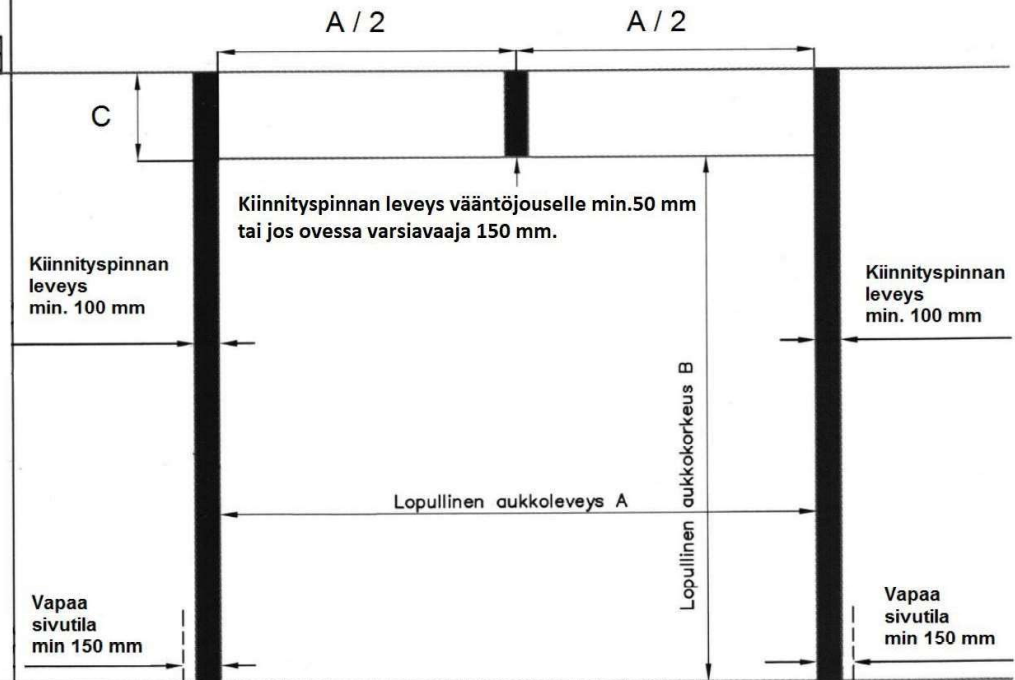 A / 2
A / 2
C
Kiinnityspinnan leveys vääntöjouselle min.50 mm
tai jos ovessa varsiavaaja 150 mm.
Kiinnityspinnan
leveys
min. 100 mm
Kiinnityspinnan
leveys
min. 100 mm
Lopullinen aukkokorkeus B
Lopullinen aukkoleveys A
Vapaa
sivutila
min 150 mm
Vapaa
sivutila
min 150 mm